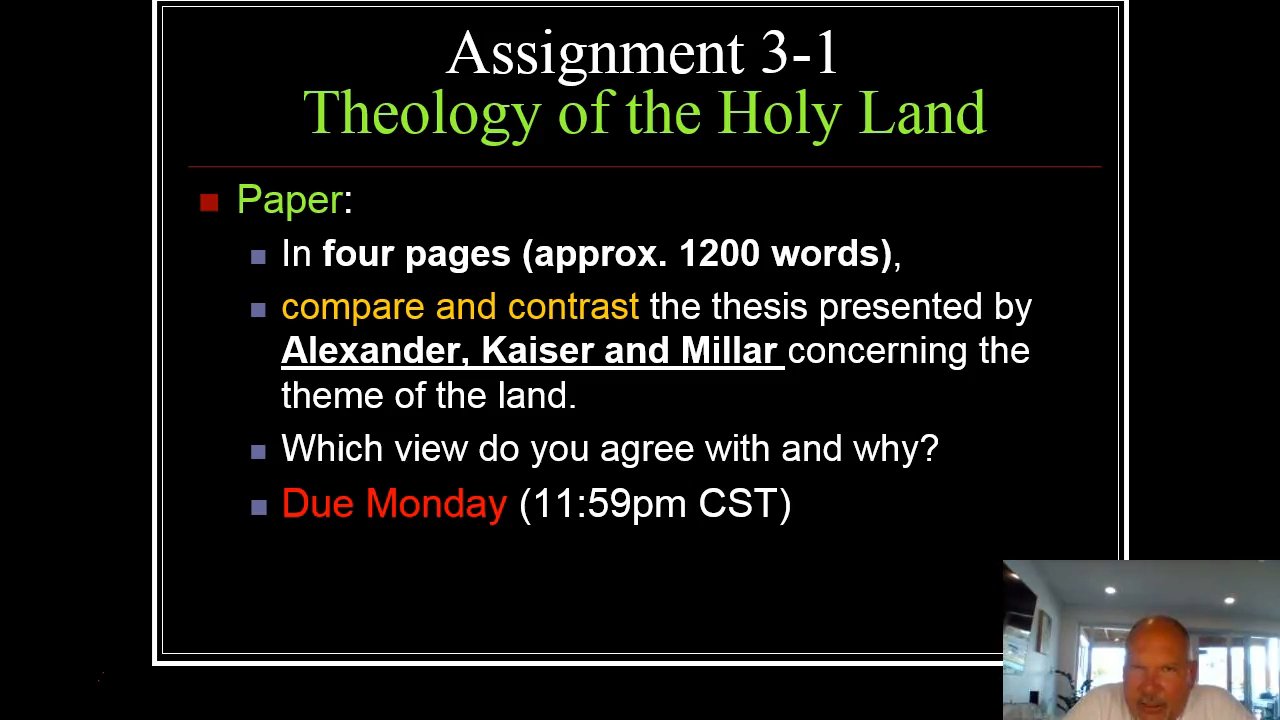 Assignment 3-1
Theology of the Holy Land
Paper:
In four pages (approx. 1200 words),
compare and contrast the thesis presented by
Alexander, Kaiser and Millar concerning the
theme of the land.
Which view do you agree with and why?
Due Monday (11:59pm CST)